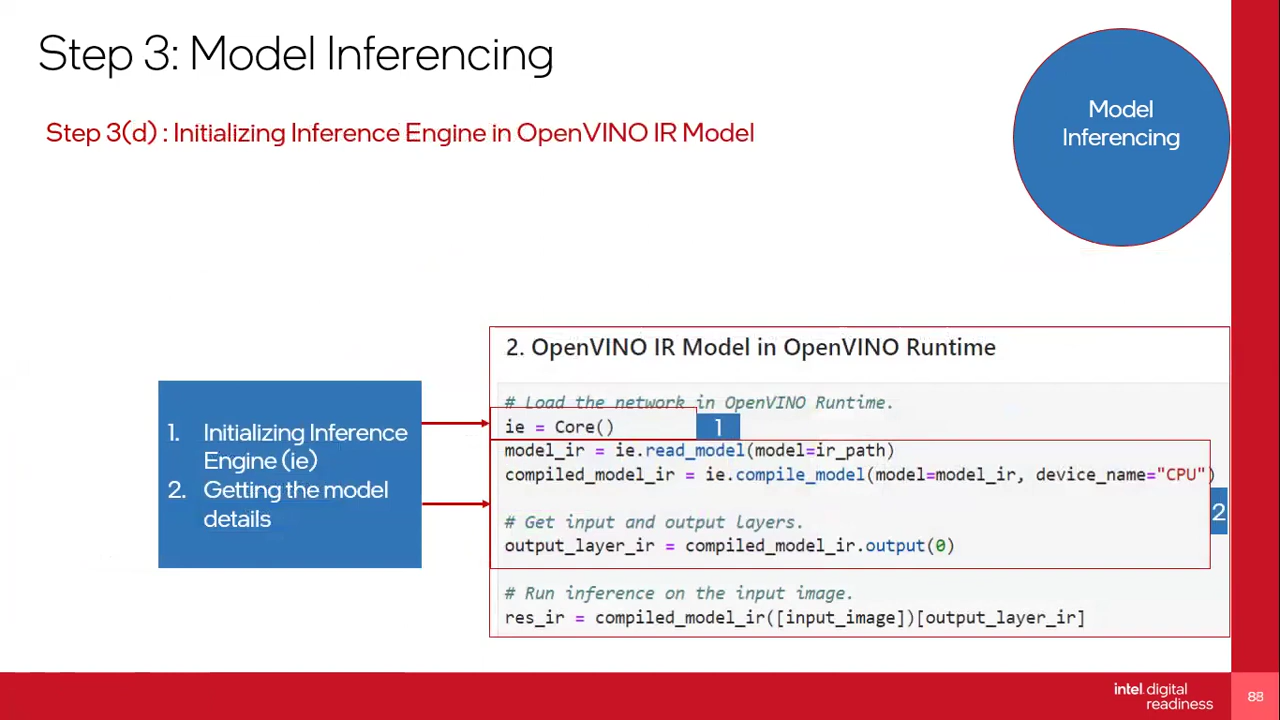 Step 3: Model Inferencing
Model
Inferencing
Step 3(d) : Initializing Inference Engine in OpenVINO IR Model
1. Initializing Inference
Engine (ie)
2. Getting the model
details
2. OpenVINO IR Model in OpenVINO Runtime
# Load the network in OpenVINO Runtime.
ie = Core()
1
model_ir = ie.read_model(model=ir_path)
compiled_model_ir = ie.compile_model(model=model_ir, device_name="CPU")
2
# Get input and output layers.
output_layer_ir = compiled_model_ir.output(0)
# Run inference on the input image.
res_ir = compiled_model_ir([input_image])[output_layer_ir]
intel. digital
readiness
88